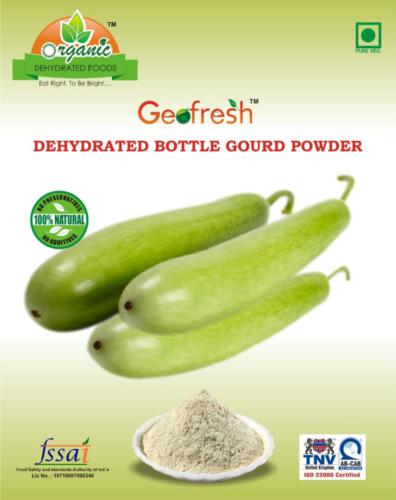 Organic™
DEHYDRATED FOODS
Eat Right, To Be Bright....
PURE VEG.
Geofresh™
DEHYDRATED BOTTLE GOURD POWDER
NO PRESERVATIVES
100% NATURAL
NO ADDITIVES
fssai
Food Safety and standards Authority of India
Lic No. : 10716007000340
TNV
United Kingdom
AB-CAB
ISO 22000 Certified